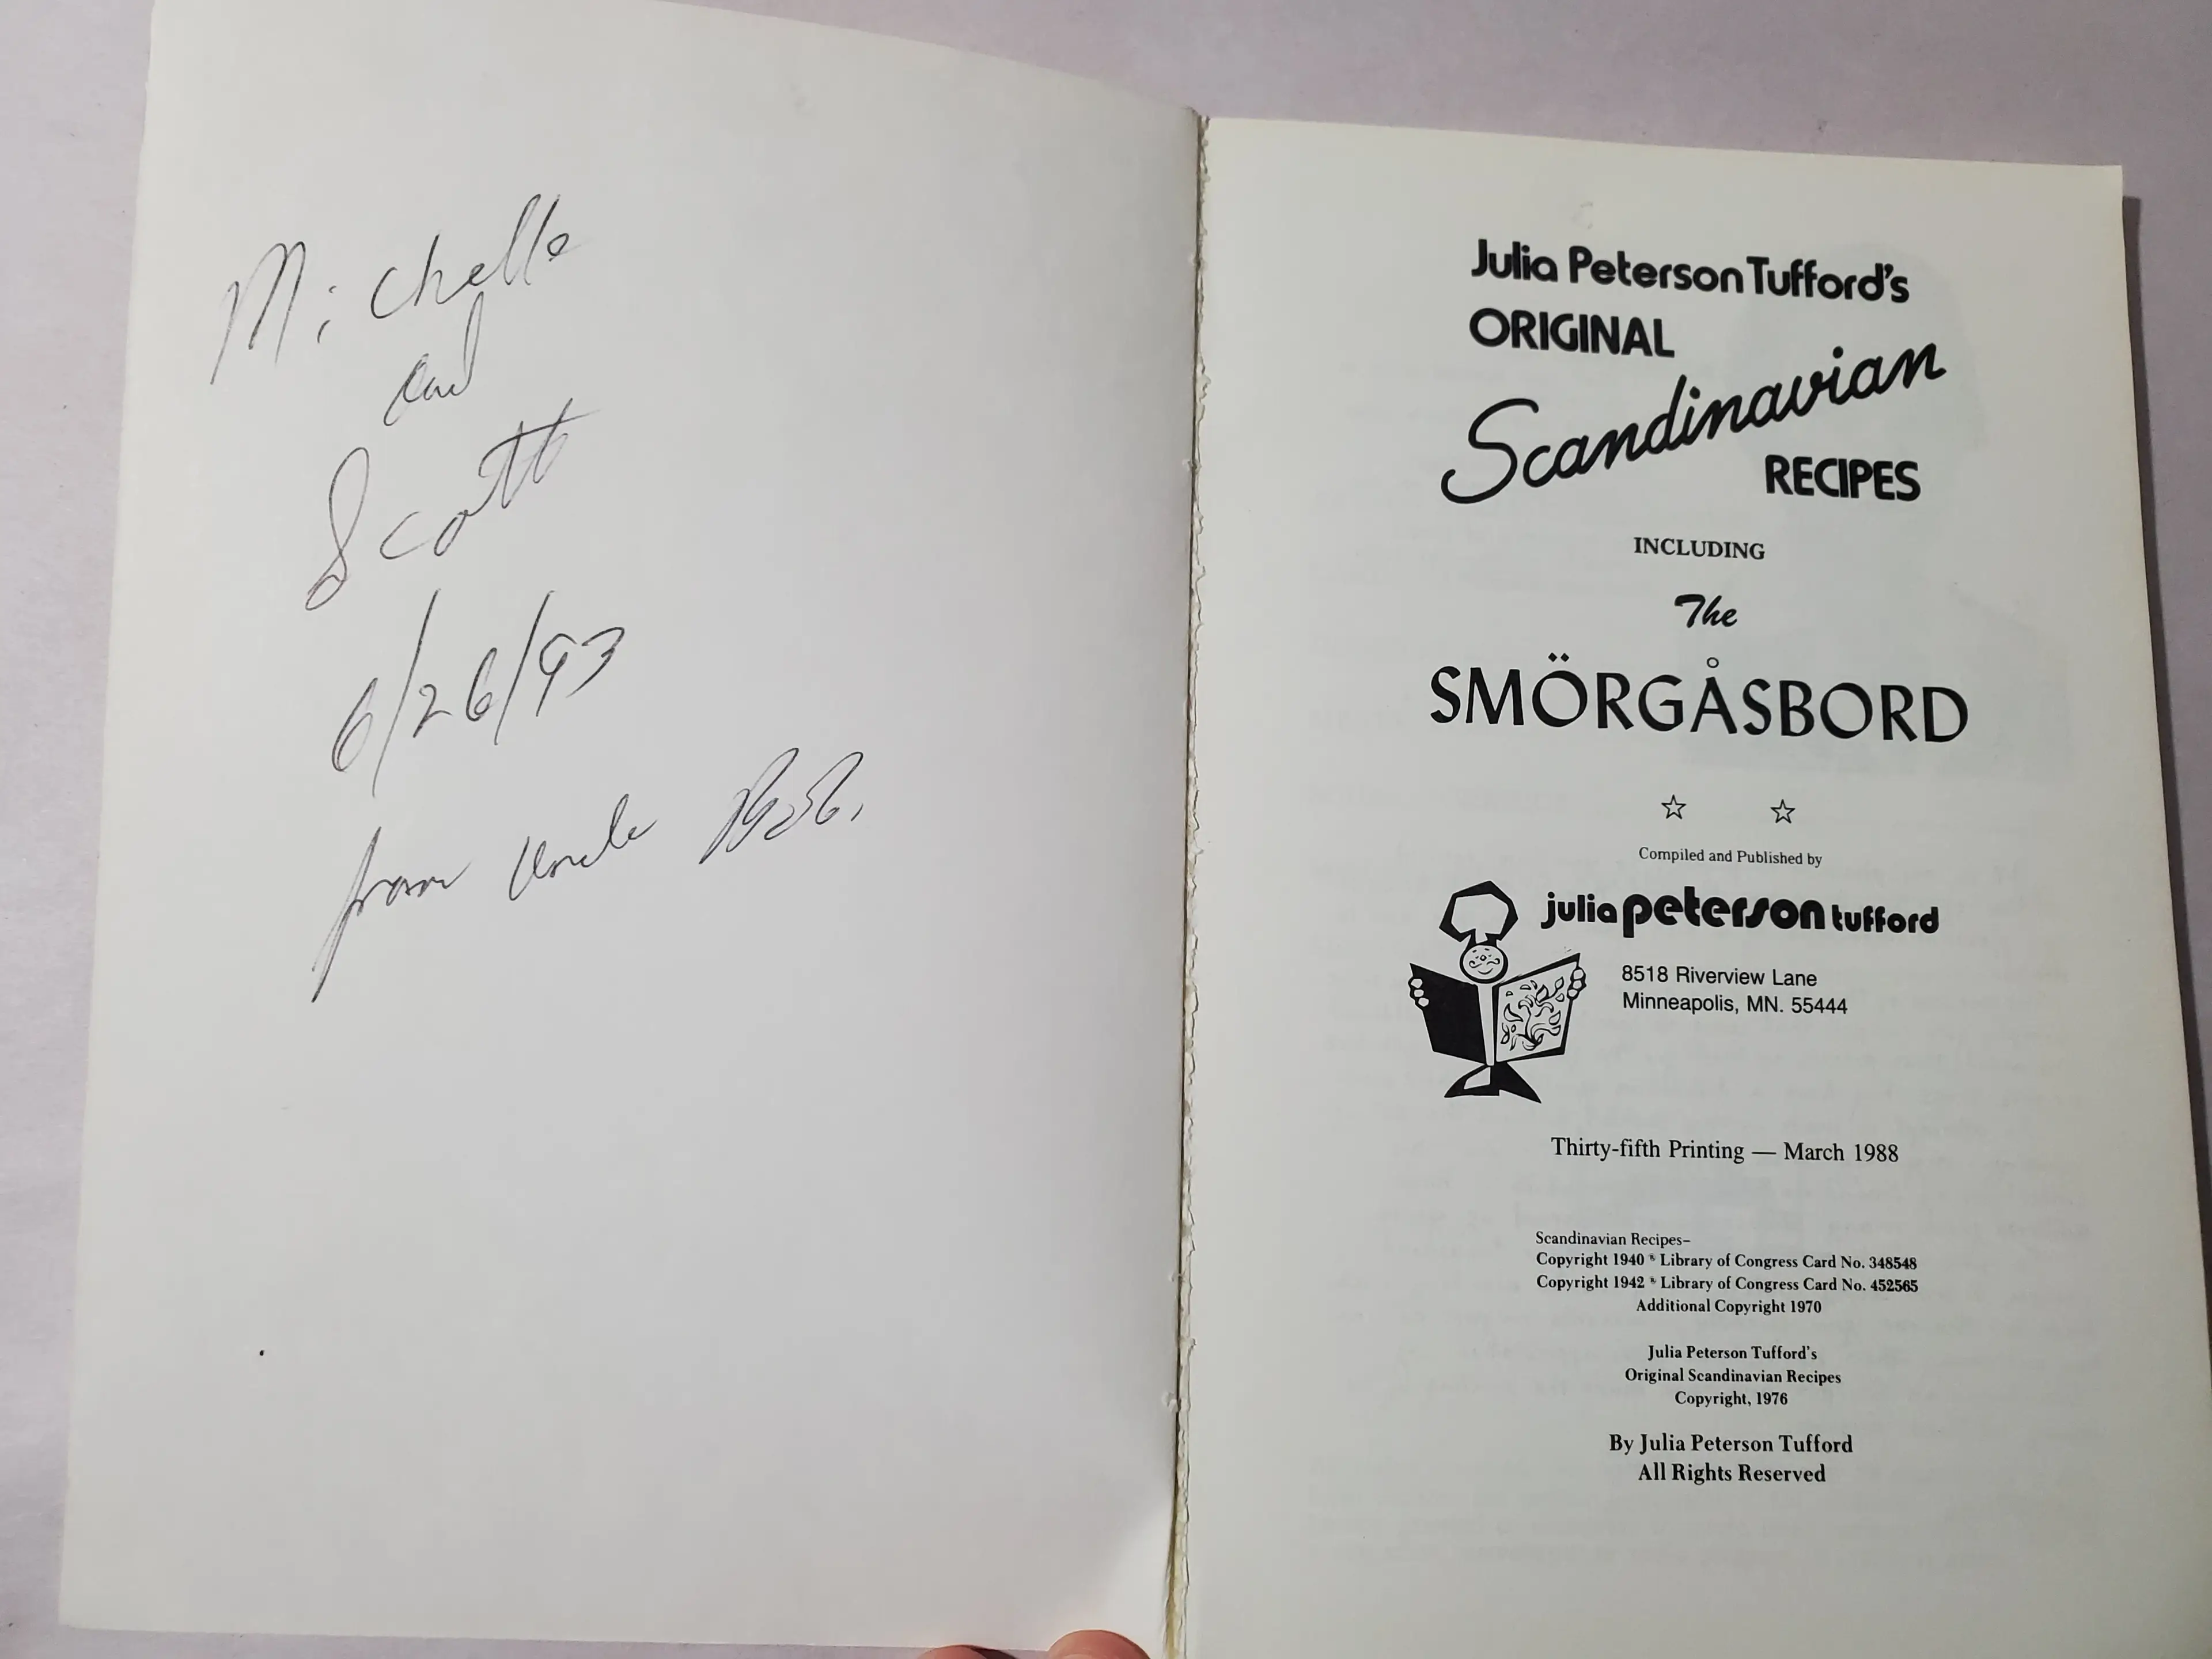 Michelle
and
Scott
6/26/93
from Uncle Bob.
Julia Peterson Tufford's
ORIGINAL
Scandinavian
RECIPES
INCLUDING
The
SMÖRGÅSBORD
Compiled and Published by
julia peterson tufford
8518 Riverview Lane
Minneapolis, MN. 55444
Thirty-fifth Printing — March 1988
Scandinavian Recipes–
Copyright 1940 * Library of Congress Card No. 348548
Copyright 1942 * Library of Congress Card No. 452565
Additional Copyright 1970
Julia Peterson Tufford's
Original Scandinavian Recipes
Copyright, 1976
By Julia Peterson Tufford
All Rights Reserved